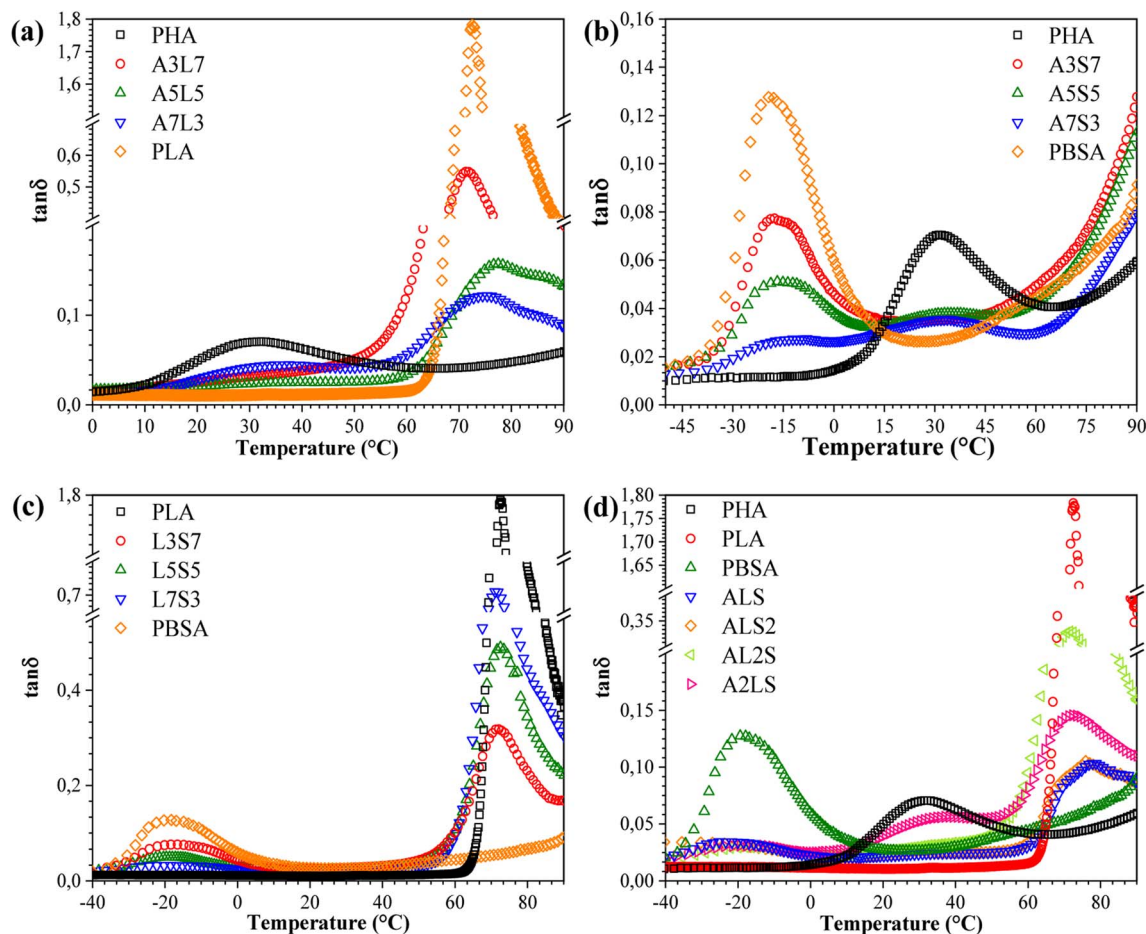 (a)
PHA
A3L7
A5L5
A7L3
PLA
tanδ
1,8
1,7
0,6
0,5
0,1
0,0
0 10 20 30 40 50 60 70 80 90
Temperature (°C)
(b)
PHA
A3S7
A5S5
A7S3
PBSA
tanδ
0,16
0,14
0,12
0,10
0,08
0,06
0,04
0,02
0,00
-45 -30 -15 0 15 30 45 60 75 90
Temperature (°C)
(c)
PLA
L3S7
L5S5
L7S3
PBSA
tanδ
1,8
0,7
0,4
0,2
0,0
-40 -20 0 20 40 60 80
Temperature (°C)
(d)
PHA
PLA
PBSA
ALS
ALS2
AL2S
A2LS
tanδ
1,80
1,75
1,70
1,65
0,35
0,15
0,10
0,05
0,00
-40 -20 0 20 40 60 80
Temperature (°C)